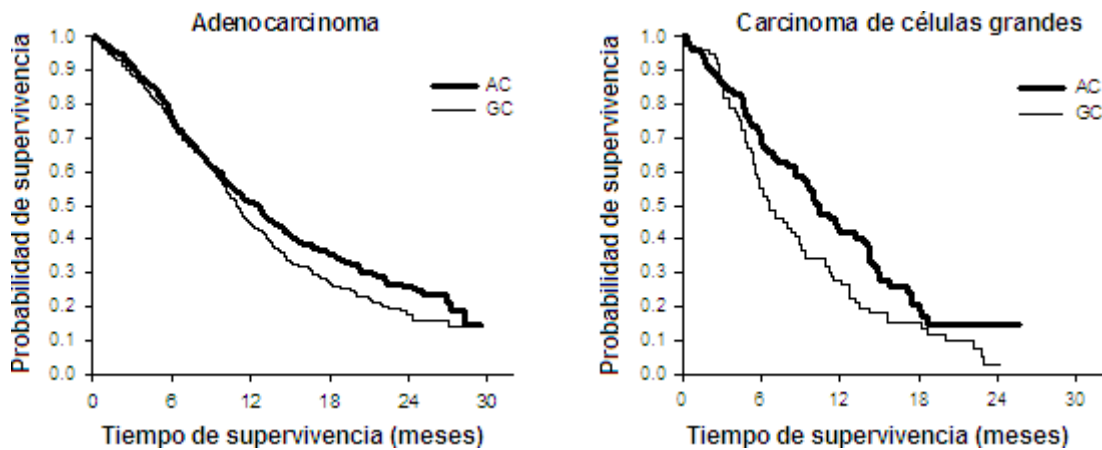 Adenocarcinoma
Probabilidad de supervivencia
1.0
0.9
0.8
0.7
0.6
0.5
0.4
0.3
0.2
0.1
0.0
AC
GC
0 6 12 18 24 30
Tiempo de supervivencia (meses)
Carcinoma de células grandes
Probabilidad de supervivencia
1.0
0.9
0.8
0.7
0.6
0.5
0.4
0.3
0.2
0.1
0.0
AC
GC
0 6 12 18 24 30
Tiempo de supervivencia (meses)